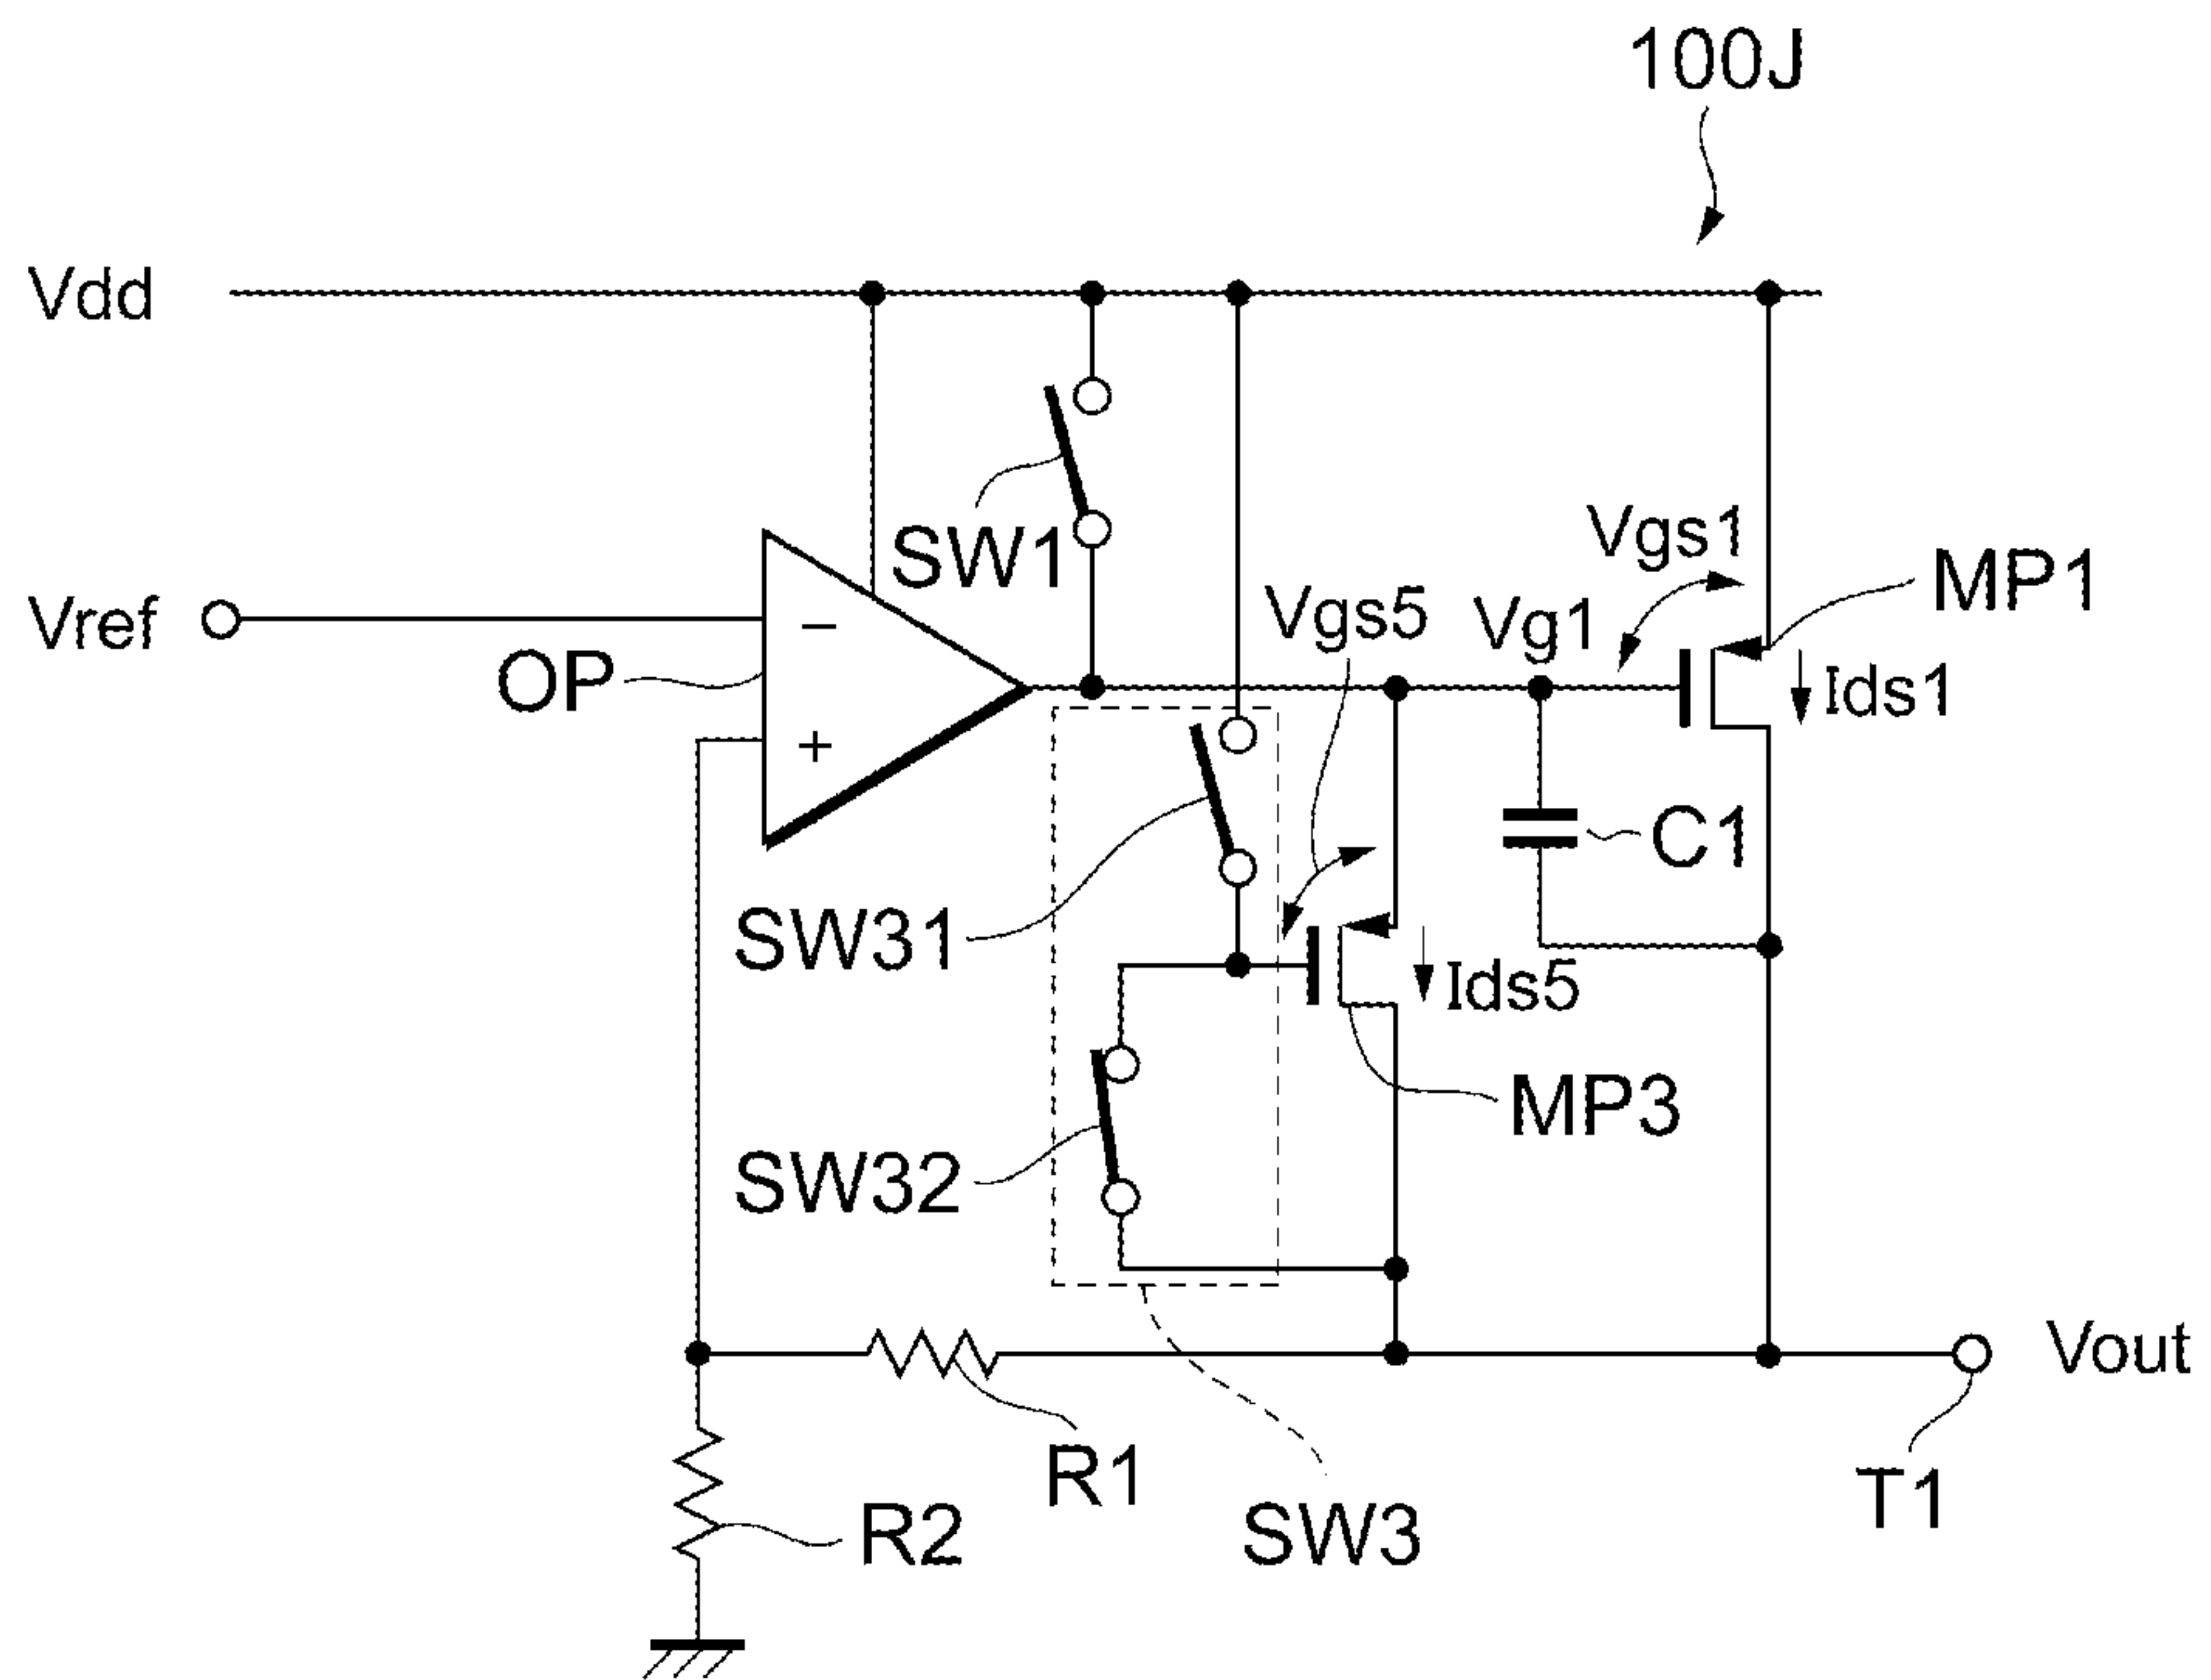 100J
Vdd
SW1
Vgs1
MP1
Vref
−
OP
Vgs5
Vg1
Ids1
+
C1
SW31
Ids5
MP3
SW32
Vout
R1
T1
R2
SW3